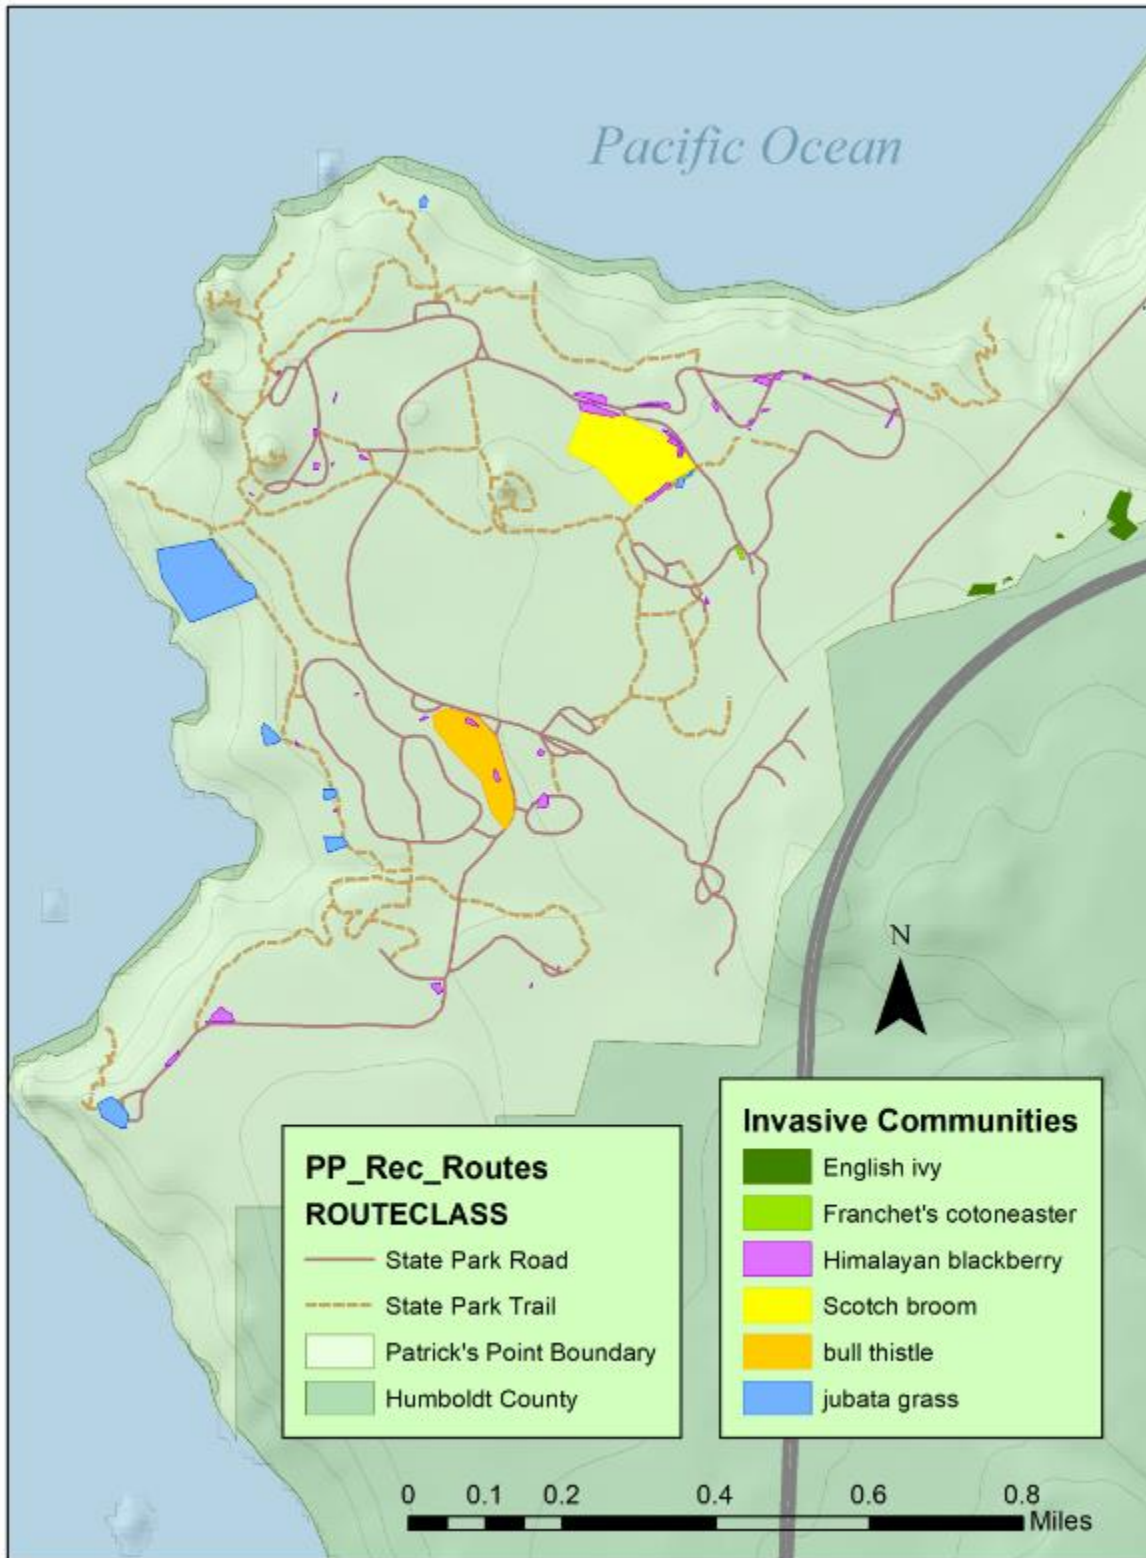 Pacific Ocean
N
PP_Rec_Routes
ROUTECLASS
State Park Road
State Park Trail
Patrick's Point Boundary
Humboldt County
Invasive Communities
English ivy
Franchet's cotoneaster
Himalayan blackberry
Scotch broom
bull thistle
jubata grass
0 0.1 0.2 0.4 0.6 0.8
Miles